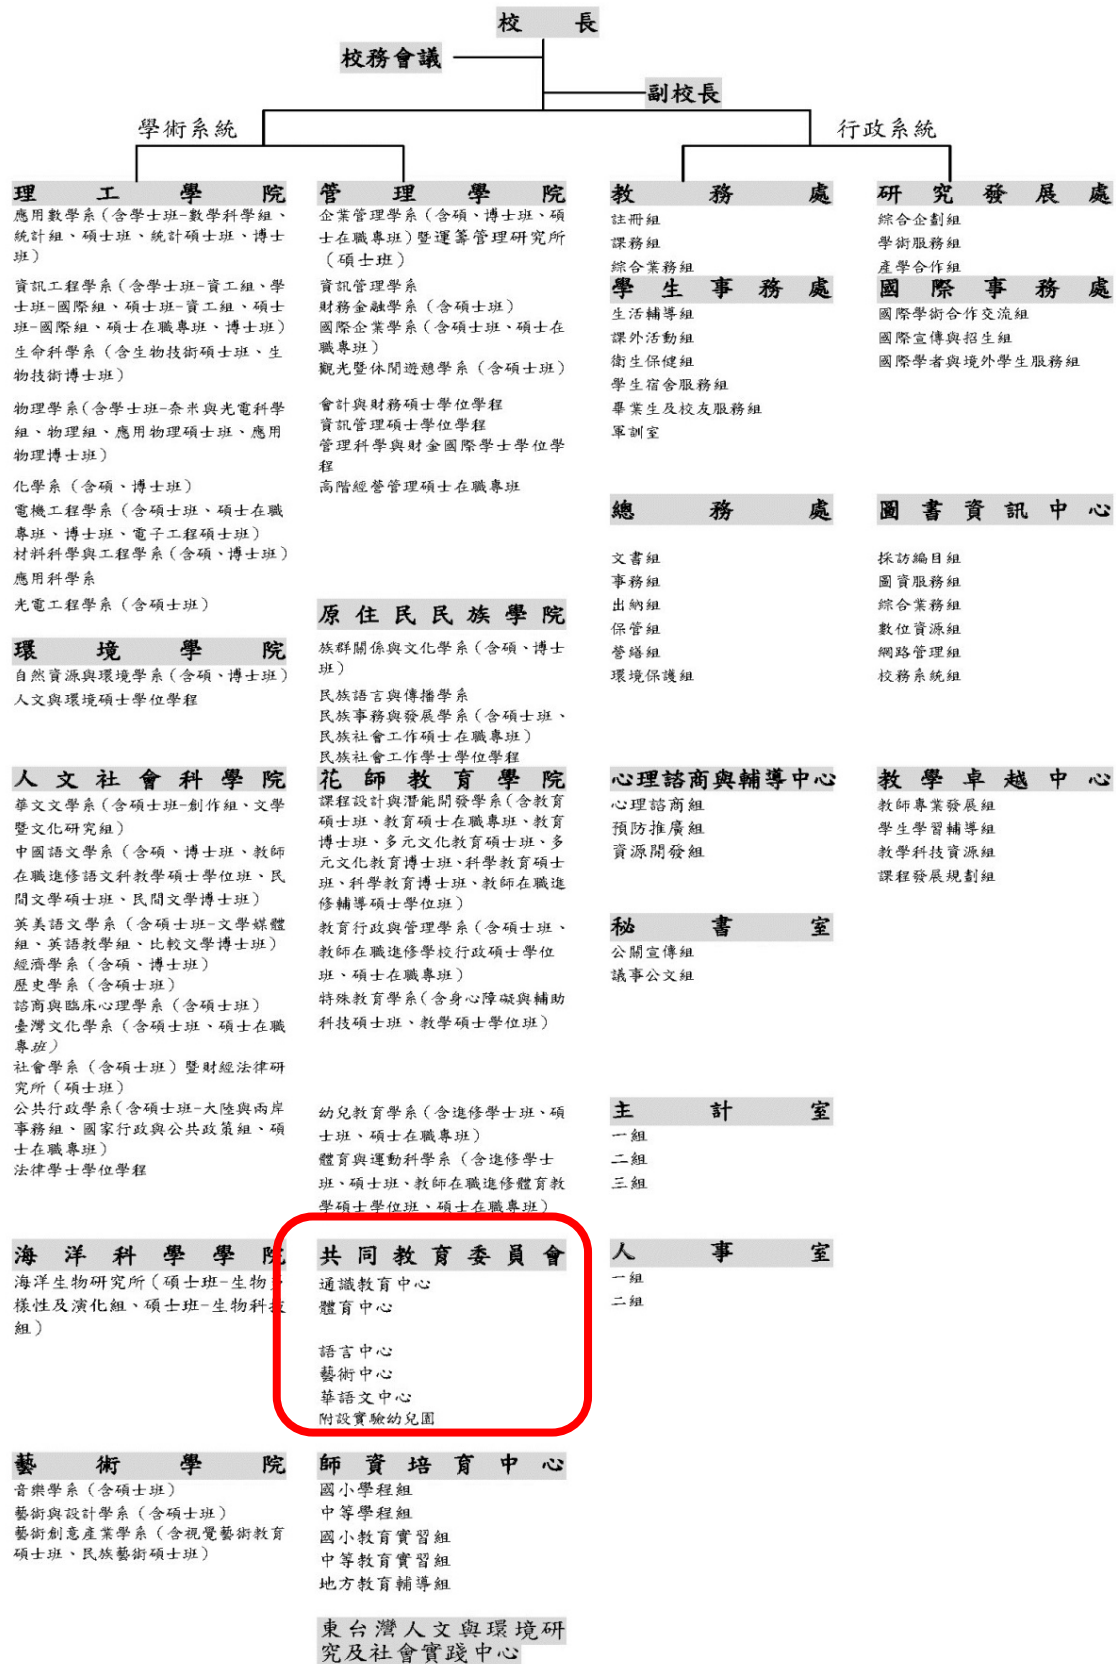 校長
校務會議
副校長
學術系統
行政系統
理工學院
應用數學系（含學士班-數學科學組、
統計組、碩士班、統計碩士班、博士
班）
資訊工程學系（含學士班-資工組、學
士班-國際組、碩士班-資工組、碩士
班-國際組、碩士在職專班、博士班）
生命科學系（含生物技術碩士班、生
物技術博士班）
物理學系（含學士班-奈米與光電科學
組、物理組、應用物理碩士班、應用
物理博士班）
化學系（含碩、博士班）
電機工程學系（含碩士班、碩士在職
專班、博士班、電子工程碩士班）
材料科學與工程學系（含碩、博士班）
應用科學系
光電工程學系（含碩士班）
環境學院
自然資源與環境學系（含碩、博士班）
人文與環境碩士學位學程
人文社會科學院
華文文學系（含碩士班-創作組、文學
暨文化研究組）
中國語文學系（含碩、博士班、教師
在職進修語文科教學碩士學位班、民
間文學碩士班、民間文學博士班）
英美語文學系（含碩士班-文學媒體
組、英語教學組、比較文學博士班）
經濟學系（含碩、博士班）
歷史學系（含碩士班）
諮商與臨床心理學系（含碩士班）
臺灣文化學系（含碩士班、碩士在職
專班）
社會學系（含碩士班）暨財經法律研
究所（碩士班）
公共行政學系（含碩士班-大陸與兩岸
事務組、國家行政與公共政策組、碩
士在職專班）
法律學士學位學程
海洋科學學院
海洋生物研究所（碩士班-生物多
樣性及演化組、碩士班-生物科技
組）
藝術學院
音樂學系（含碩士班）
藝術與設計學系（含碩士班）
藝術創意產業學系（含視覺藝術教育
碩士班、民族藝術碩士班）
管理學院
企業管理學系（含碩、博士班、碩
士在職專班）暨運籌管理研究所
（碩士班）
資訊管理學系
財務金融學系（含碩士班）
國際企業學系（含碩士班、碩士在
職專班）
觀光暨休閒遊憩學系（含碩士班）
會計與財務碩士學位學程
資訊管理碩士學位學程
管理科學與財金國際學士學位學
程
高階經營管理碩士在職專班
原住民民族學院
族群關係與文化學系（含碩、博士
班）
民族語言與傳播學系
民族事務與發展學系（含碩士班、
民族社會工作碩士在職專班）
民族社會工作學士學位學程
花師教育學院
課程設計與潛能開發學系（含教育
碩士班、教育碩士在職專班、教育
博士班、多元文化教育碩士班、多
元文化教育博士班、科學教育碩士
班、科學教育博士班、教師在職進
修輔導碩士學位班）
教育行政與管理學系（含碩士班、
教師在職進修學校行政碩士學位
班、碩士在職專班）
特殊教育學系（含身心障礙與輔助
科技碩士班、教學碩士學位班）
幼兒教育學系（含進修學士班、碩
士班、碩士在職專班）
體育與運動科學系（含進修學士
班、碩士班、教師在職進修體育教
學碩士學位班、碩士在職專班）
共同教育委員會
通識教育中心
體育中心
語言中心
藝術中心
華語文中心
附設實驗幼兒園
師資培育中心
國小學程組
中等學程組
國小教育實習組
中等教育實習組
地方教育輔導組
東台灣人文與環境研
究及社會實踐中心
教務處
註冊組
課務組
綜合業務組
學生事務處
生活輔導組
課外活動組
衛生保健組
學生宿舍服務組
畢業生及校友服務組
軍訓室
總務處
文書組
事務組
出納組
保管組
營繕組
環境保護組
心理諮商與輔導中心
心理諮商組
預防推廣組
資源開發組
秘書室
公關宣傳組
議事公文組
主計室
一組
二組
三組
人事室
一組
二組
研究發展處
綜合企劃組
學術服務組
產學合作組
國際事務處
國際學術合作交流組
國際宣傳與招生組
國際學者與境外學生服務組
圖書資訊中心
採訪編目組
圖資服務組
綜合業務組
數位資源組
網路管理組
校務系統組
教學卓越中心
教師專業發展組
學生學習輔導組
教學科技資源組
課程發展規劃組